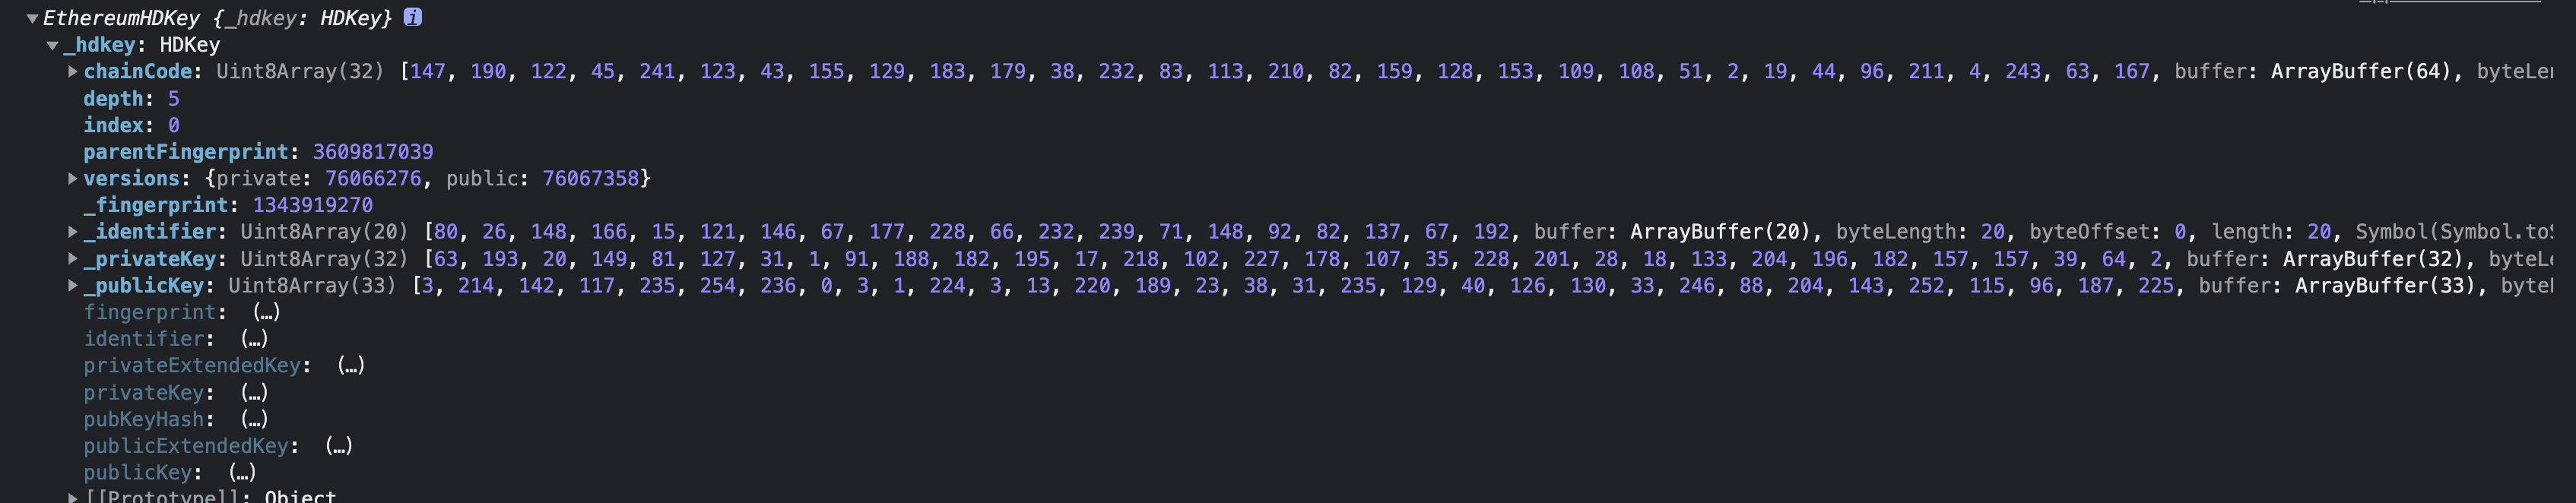 ▼EthereumHDKey {_hdkey: HDKey} i
▼_hdkey: HDKey
▶chainCode: Uint8Array(32) [147, 190, 122, 45, 241, 123, 43, 155, 129, 183, 179, 38, 232, 83, 113, 210, 82, 159, 128, 153, 109, 108, 51, 2, 19, 44, 96, 211, 4, 243, 63, 167, buffer: ArrayBuffer(64), byteLe
depth: 5
index: 0
parentFingerprint: 3609817039
▶versions: {private: 76066276, public: 76067358}
_fingerprint: 1343919270
▶_identifier: Uint8Array(20) [80, 26, 148, 166, 15, 121, 146, 67, 177, 228, 66, 232, 239, 71, 148, 92, 82, 137, 67, 192, buffer: ArrayBuffer(20), byteLength: 20, byteOffset: 0, length: 20, Symbol(Symbol.to
▶_privateKey: Uint8Array(32) [63, 193, 20, 149, 81, 127, 31, 1, 91, 188, 182, 195, 17, 218, 102, 227, 178, 107, 35, 228, 201, 28, 18, 133, 204, 196, 182, 157, 157, 39, 64, 2, buffer: ArrayBuffer(32), byteL
▶_publicKey: Uint8Array(33) [3, 214, 142, 117, 235, 254, 236, 0, 3, 1, 224, 3, 13, 220, 189, 23, 38, 31, 235, 129, 40, 126, 130, 33, 246, 88, 204, 143, 252, 115, 96, 187, 225, buffer: ArrayBuffer(33), byte
fingerprint: (…)
identifier: (…)
privateExtendedKey: (…)
privateKey: (…)
pubKeyHash: (…)
publicExtendedKey: (…)
publicKey: (…)
▶[[Prototype]]: Object